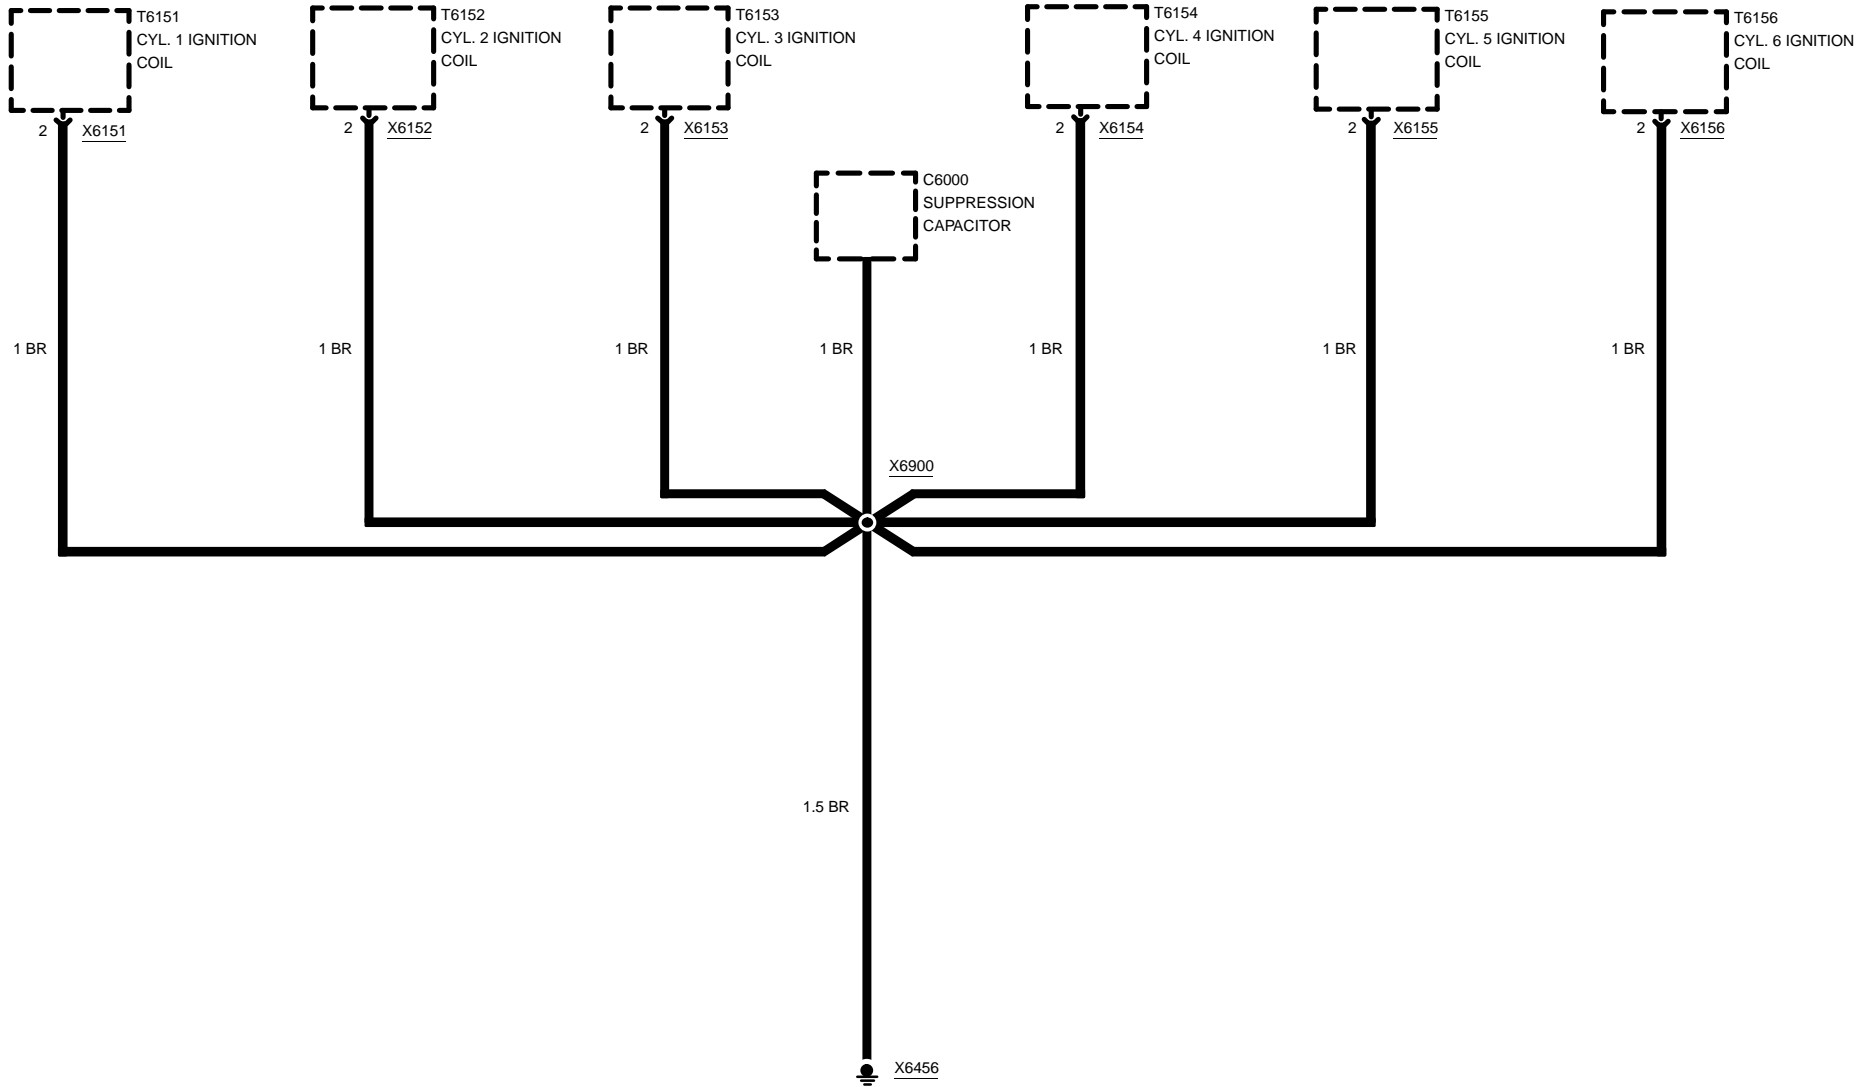 T6151
CYL. 1 IGNITION
COIL
T6152
CYL. 2 IGNITION
COIL
T6153
CYL. 3 IGNITION
COIL
T6154
CYL. 4 IGNITION
COIL
T6155
CYL. 5 IGNITION
COIL
T6156
CYL. 6 IGNITION
COIL
2 X6151
2 X6152
2 X6153
2 X6154
2 X6155
2 X6156
C6000
SUPPRESSION
CAPACITOR
1 BR
1 BR
1 BR
1 BR
1 BR
1 BR
1 BR
X6900
1.5 BR
X6456